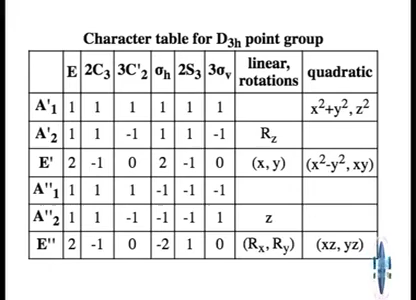 Character table for D3h point group
E 2C3 3C'2 σh 2S3 3σv linear, rotations quadratic
A'1 1 1 1 1 1 1 x²+y², z²
A'2 1 1 -1 1 1 -1 Rz
E' 2 -1 0 2 -1 0 (x, y) (x²-y², xy)
A''1 1 1 1 -1 -1 -1
A''2 1 1 -1 -1 -1 1 z
E'' 2 -1 0 -2 1 0 (Rx, Ry) (xz, yz)